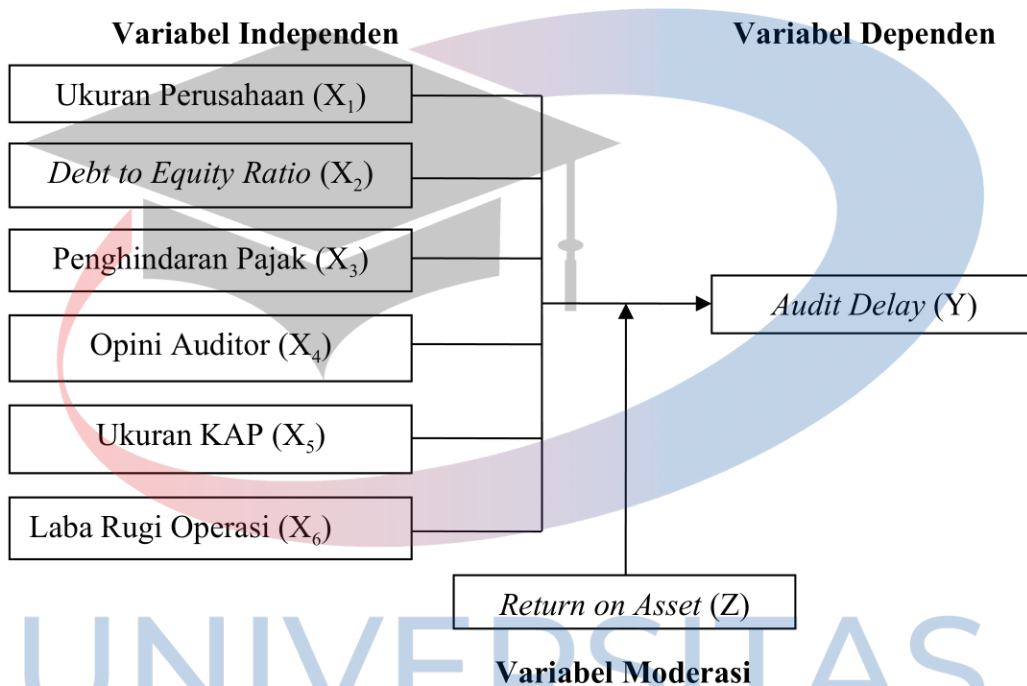 Variabel Independen
Variabel Dependen
Ukuran Perusahaan (X₁)
Debt to Equity Ratio (X₂)
Penghindaran Pajak (X₃)
Audit Delay (Y)
Opini Auditor (X₄)
Ukuran KAP (X₅)
Laba Rugi Operasi (X₆)
Return on Asset (Z)
Variabel Moderasi
UNIVERSITAS